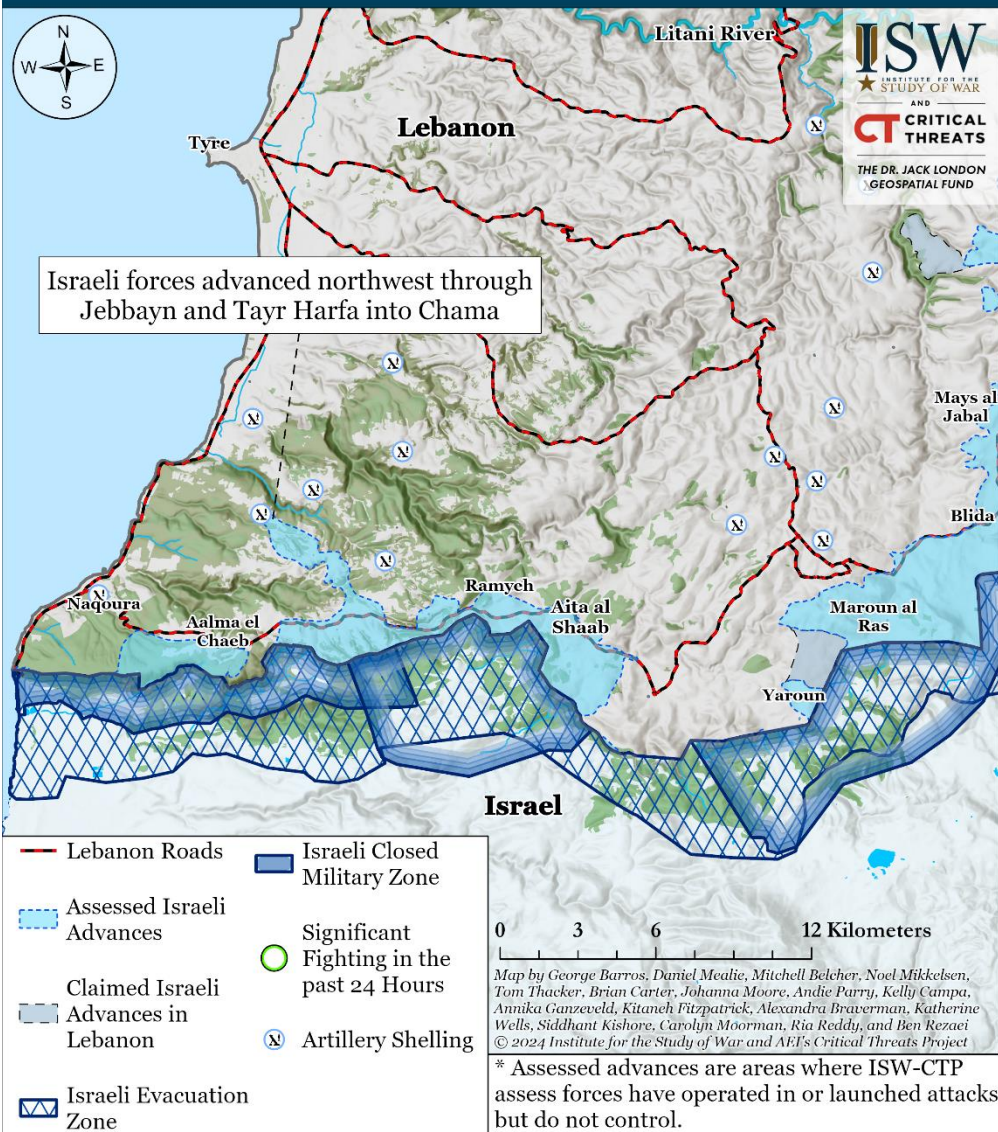 N
W E
S
Litani River
ISW
INSTITUTE FOR THE
STUDY OF WAR
AND
CT CRITICAL
THREATS
THE DR. JACK LONDON
GEOSPATIAL FUND
Lebanon
Tyre
Israeli forces advanced northwest through
Jebbayn and Tayr Harfa into Chama
Mays al
Jabal
Blida
Naqoura
Aalma el
Chaeb
Ramyeh
Aita al
Shaab
Maroun al
Ras
Yaroun
Israel
Lebanon Roads
Assessed Israeli
Advances
Claimed Israeli
Advances in
Lebanon
Israeli Evacuation
Zone
Israeli Closed
Military Zone
Significant
Fighting in the
past 24 Hours
Artillery Shelling
0 3 6 12 Kilometers
Map by George Barros, Daniel Mealie, Mitchell Belcher, Noel Mikkelsen,
Tom Thacker, Brian Carter, Johanna Moore, Andie Parry, Kelly Campa,
Annika Ganzeveld, Kitaneh Fitzpatrick, Alexandra Braverman, Katherine
Wells, Siddhant Kishore, Carolyn Moorman, Ria Reddy, and Ben Rezaei
© 2024 Institute for the Study of War and AEI's Critical Threats Project
* Assessed advances are areas where ISW-CTP
assess forces have operated in or launched attacks
but do not control.